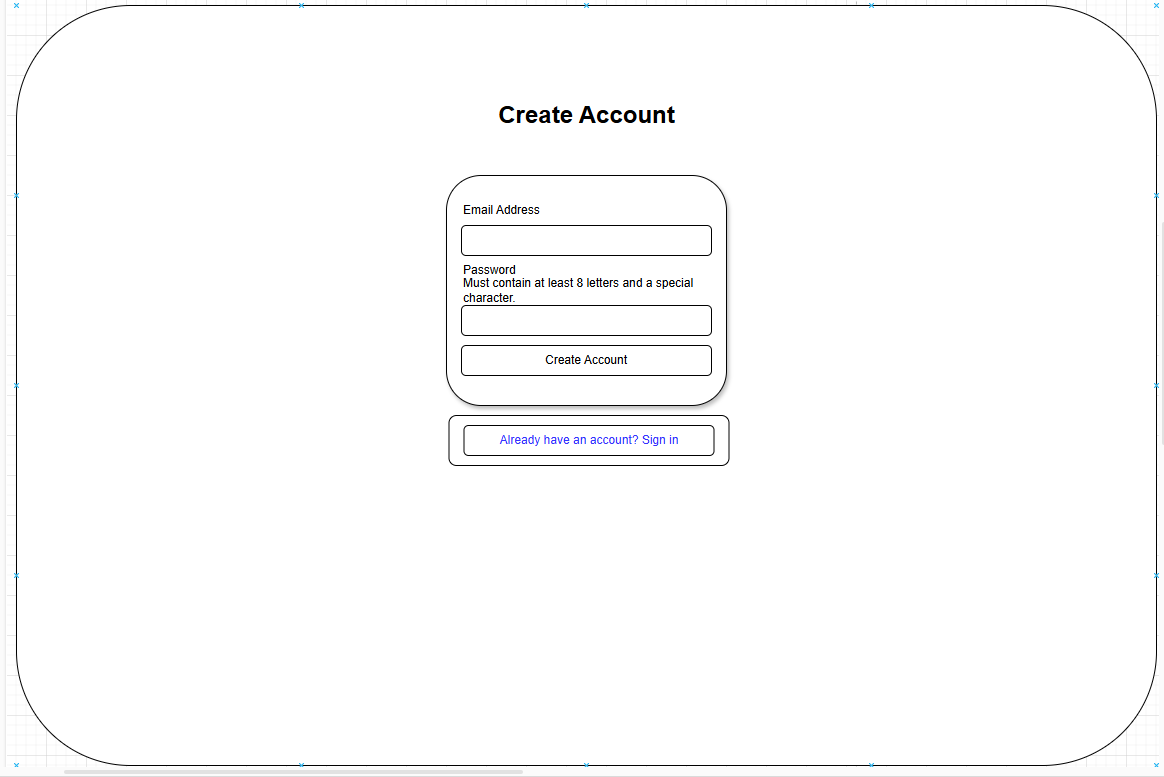 Create Account
Email Address
Password
Must contain at least 8 letters and a special
character.
Create Account
Already have an account? Sign in